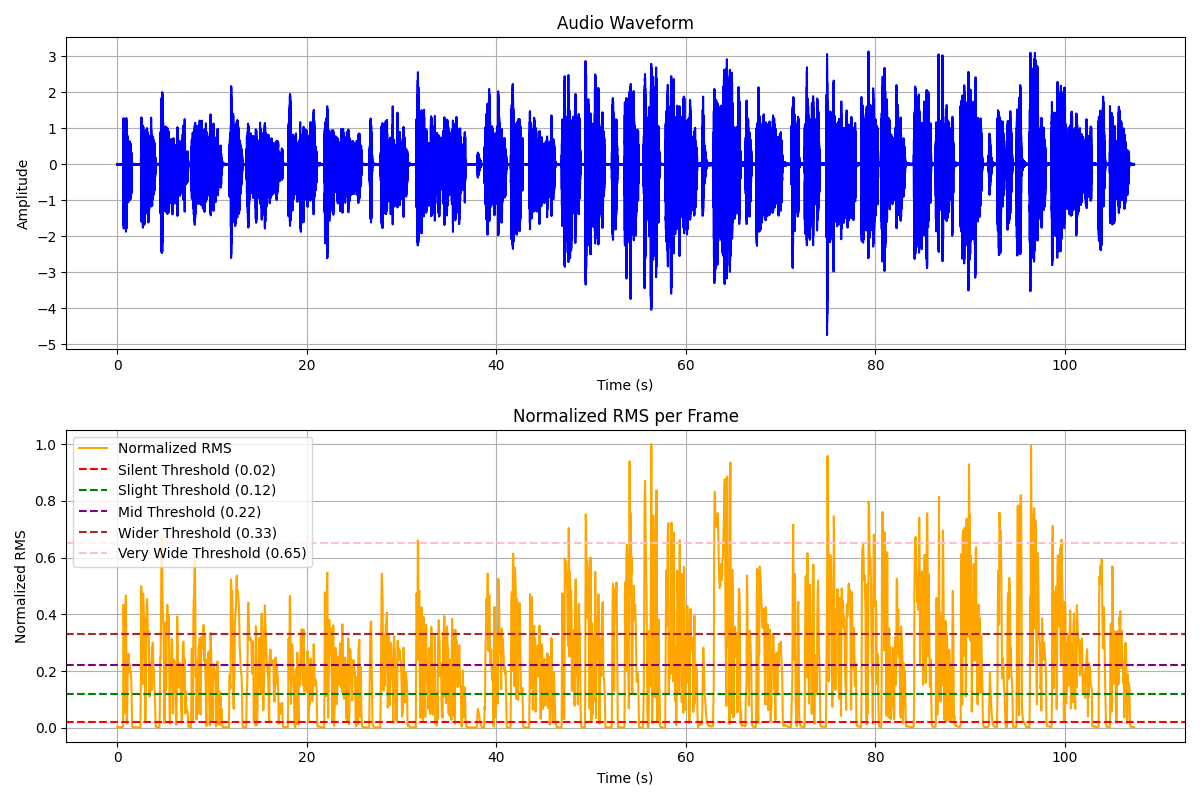 Audio Waveform
3
2
1
0
−1
−2
−3
−4
−5
Amplitude
0 20 40 60 80 100
Time (s)
Normalized RMS per Frame
1.0
0.8
0.6
0.4
0.2
0.0
Normalized RMS
Normalized RMS
Silent Threshold (0.02)
Slight Threshold (0.12)
Mid Threshold (0.22)
Wider Threshold (0.33)
Very Wide Threshold (0.65)
0 20 40 60 80 100
Time (s)